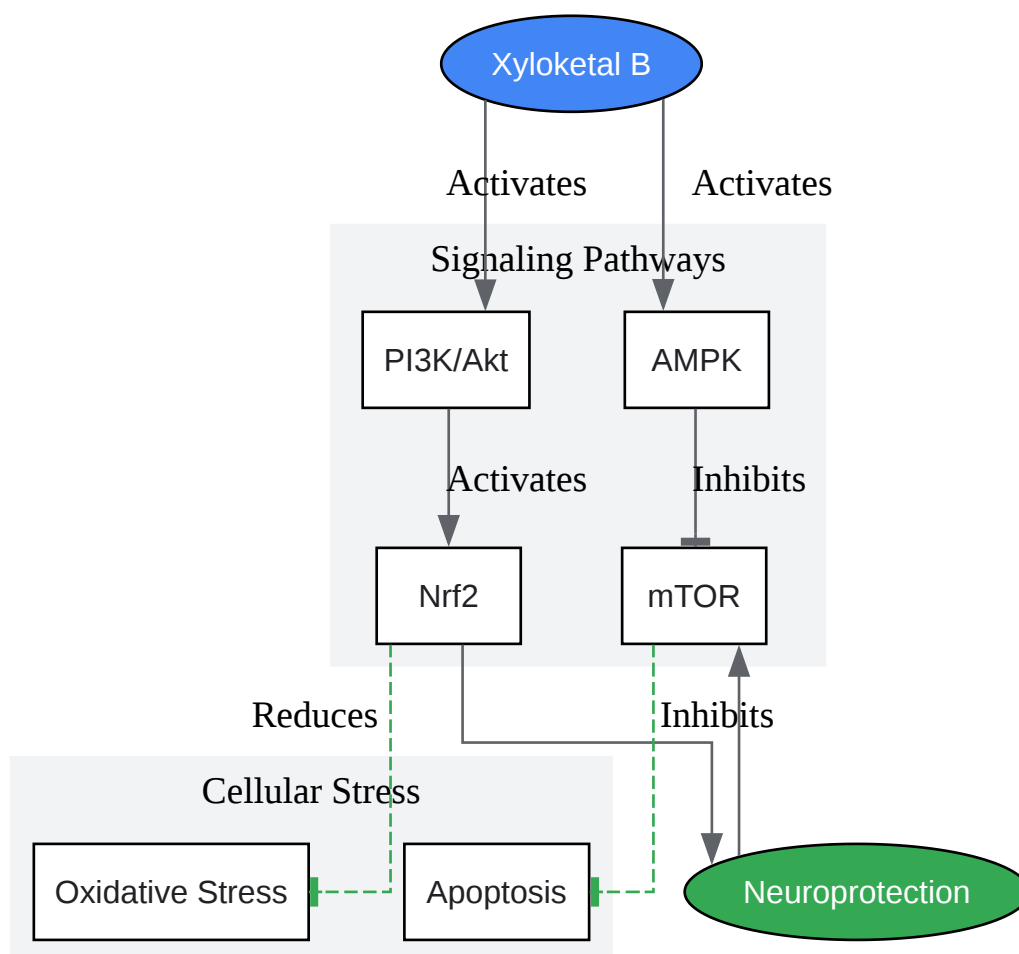 Xyloketal B
Activates
Activates
Signaling Pathways
PI3K/Akt
AMPK
Activates
Inhibits
Nrf2
mTOR
Reduces
Inhibits
Cellular Stress
Oxidative Stress
Apoptosis
Neuroprotection